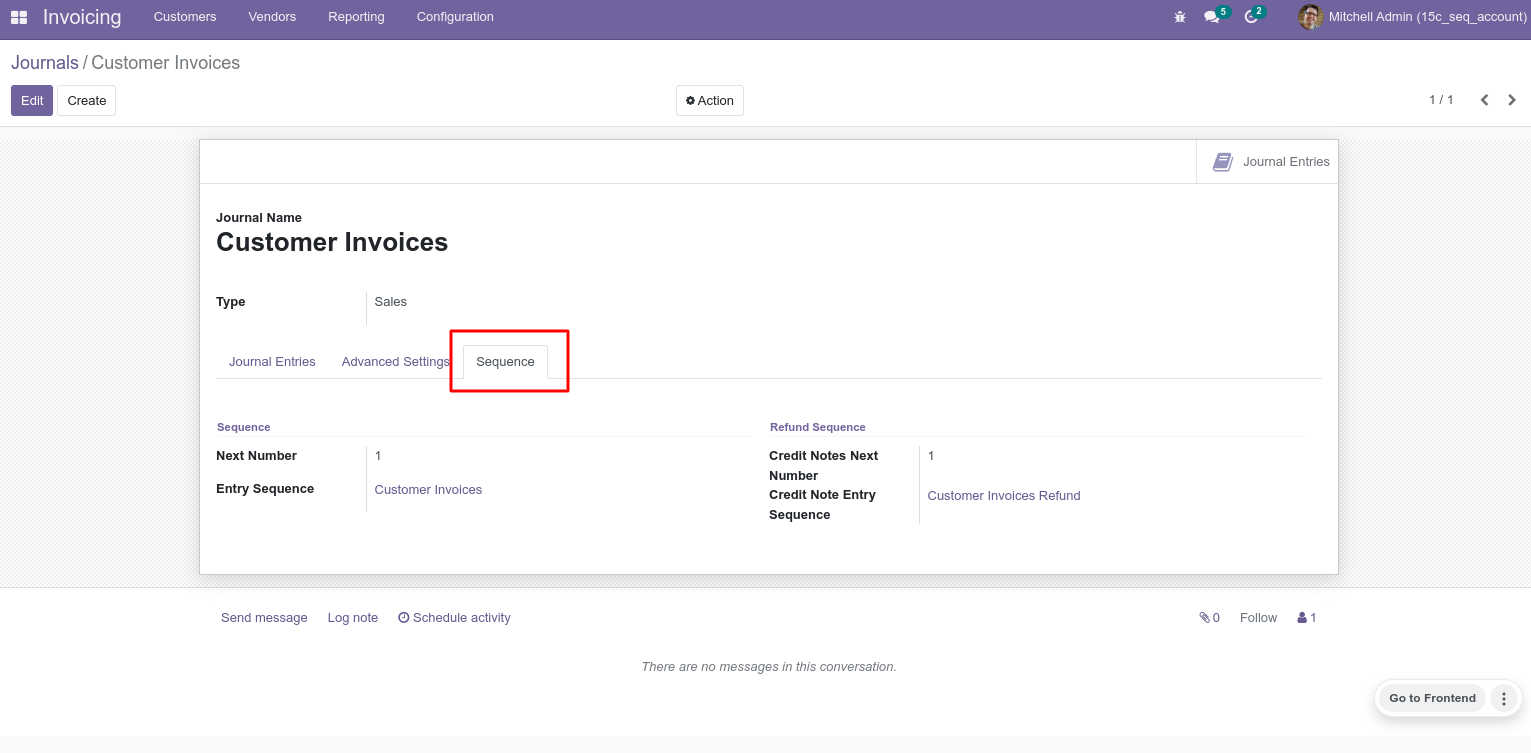 Invoicing Customers Vendors Reporting Configuration 5 2 Mitchell Admin (15c_seq_account)
Journals / Customer Invoices
Edit Create Action 1 / 1
Journal Entries
Journal Name
Customer Invoices
Type Sales
Journal Entries Advanced Settings Sequence
Sequence Refund Sequence
Next Number 1 Credit Notes Next 1
Number
Entry Sequence Customer Invoices Credit Note Entry Customer Invoices Refund
Sequence
Send message Log note Schedule activity 0 Follow 1
There are no messages in this conversation.
Go to Frontend